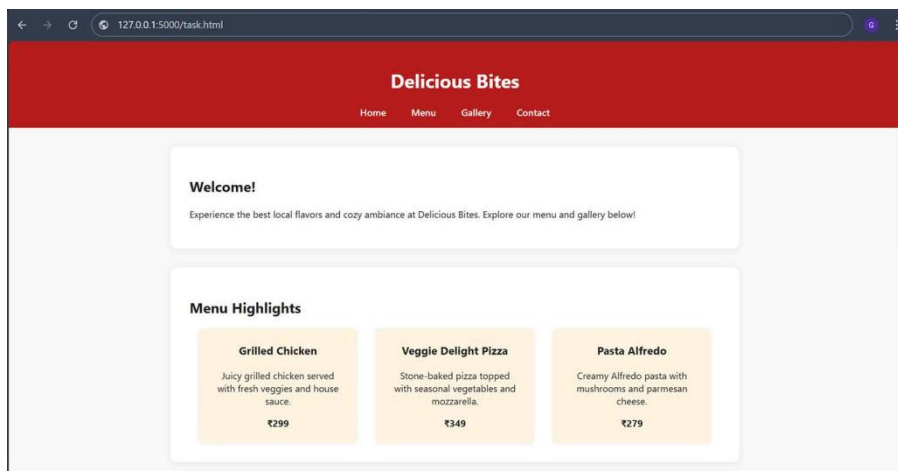 127.0.0.1:5000/task.html
G
Delicious Bites
Home Menu Gallery Contact
Welcome!
Experience the best local flavors and cozy ambiance at Delicious Bites. Explore our menu and gallery below!
Menu Highlights
Grilled Chicken
Juicy grilled chicken served
with fresh veggies and house
sauce.
₹299
Veggie Delight Pizza
Stone-baked pizza topped
with seasonal vegetables and
mozzarella.
₹349
Pasta Alfredo
Creamy Alfredo pasta with
mushrooms and parmesan
cheese.
₹279